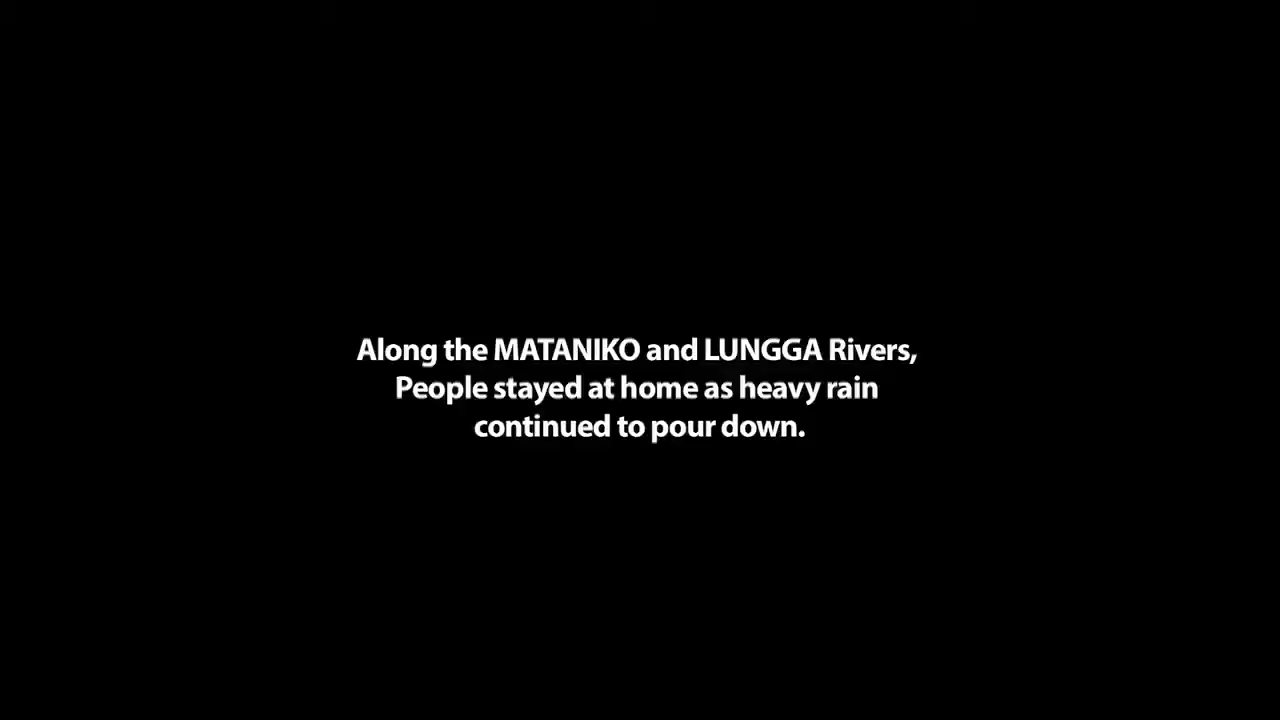 Along the MATANIKO and LUNGGA Rivers,
People stayed at home as heavy rain
continued to pour down.